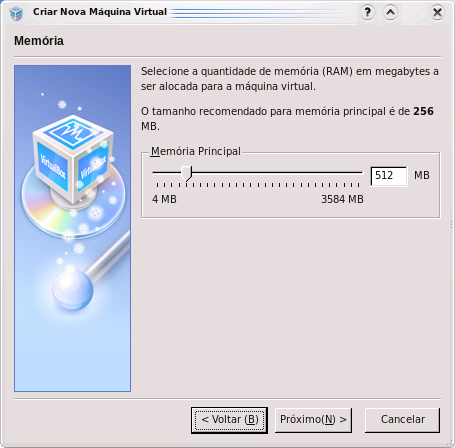 Criar Nova Máquina Virtual
?
Memória
Selecione a quantidade de memória (RAM) em megabytes a
ser alocada para a máquina virtual.
O tamanho recomendado para memória principal é de 256
MB.
Memória Principal
512 MB
4 MB 3584 MB
VirtualBox VirtualBox
< Voltar (B) Próximo(N) > Cancelar